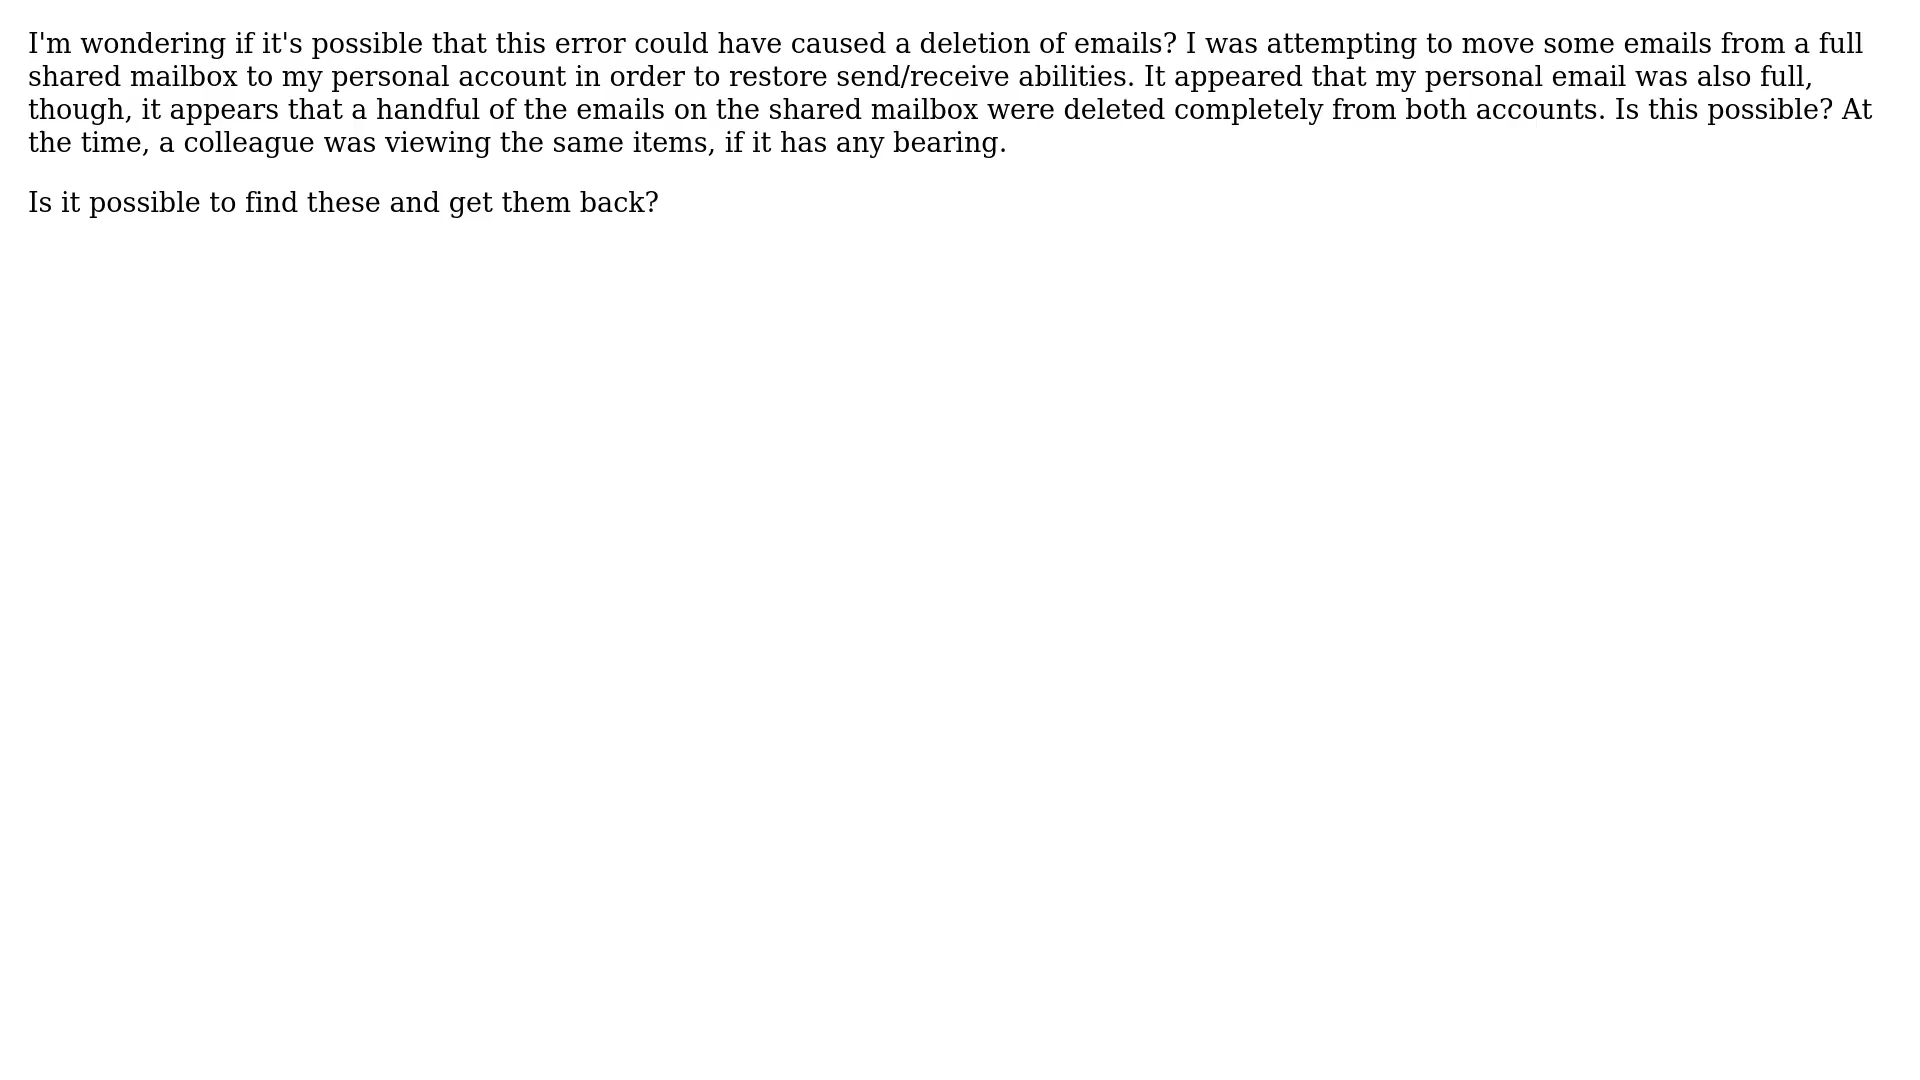 I'm wondering if it's possible that this error could have caused a deletion of emails? I was attempting to move some emails from a full
shared mailbox to my personal account in order to restore send/receive abilities. It appeared that my personal email was also full,
though, it appears that a handful of the emails on the shared mailbox were deleted completely from both accounts. Is this possible? At
the time, a colleague was viewing the same items, if it has any bearing.
Is it possible to find these and get them back?